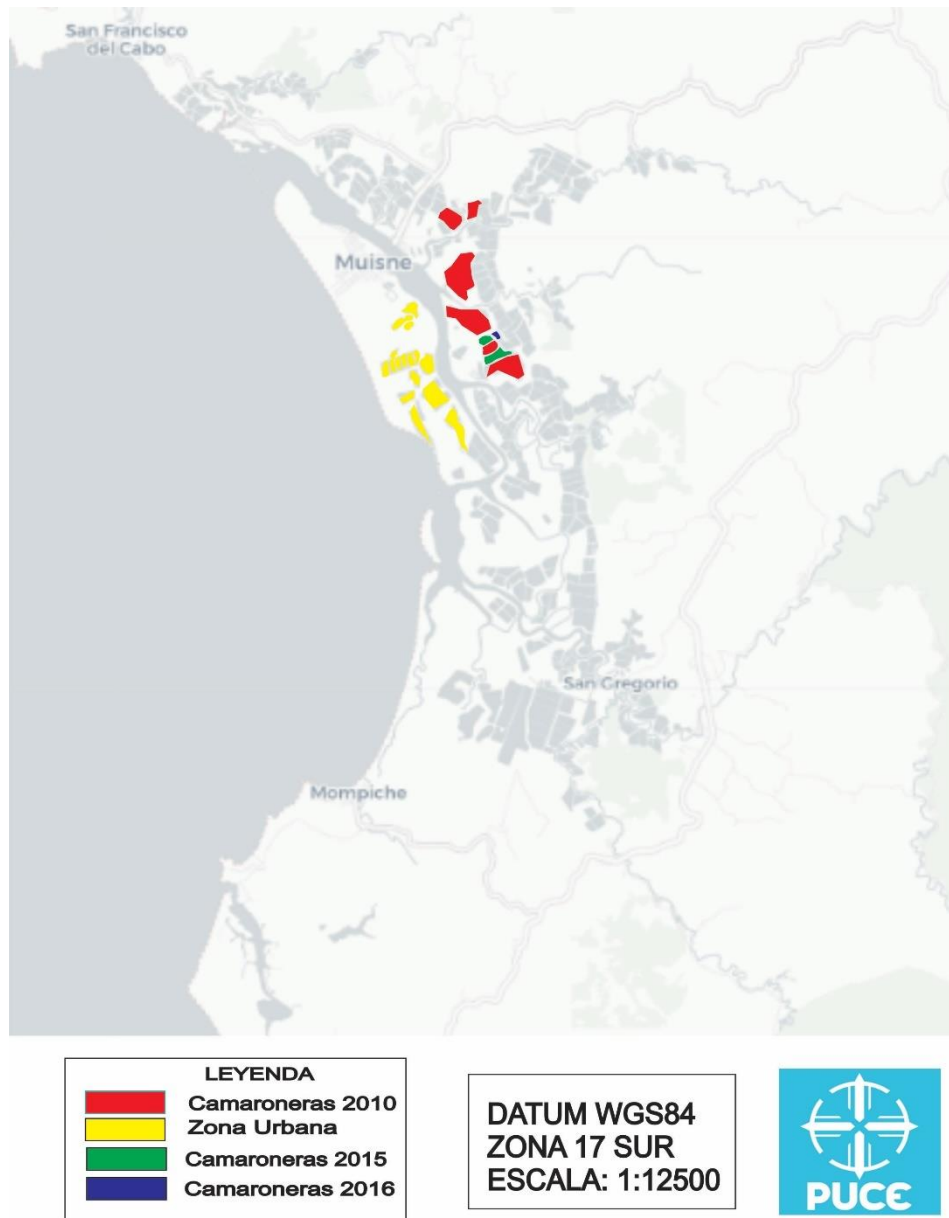 San Francisco
del Cabo
Muisne
San Gregorio
Mompiche
LEYENDA
Camaroneras 2010
Zona Urbana
Camaroneras 2015
Camaroneras 2016
DATUM WGS84
ZONA 17 SUR
ESCALA: 1:12500
PUCE